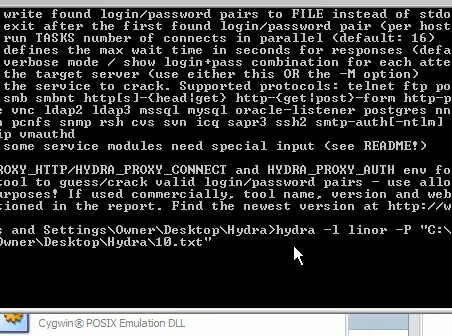 write found login/password pairs to FILE instead of stdo
exit after the first found login/password pair (per host
run TASKS number of connects in parallel (default: 16)
defines the max wait time in seconds for responses (defa
verbose mode / show login+pass combination for each atte
the target server (use either this OR the -M option)
the service to crack. Supported protocols: telnet ftp po
smb smbnt http[s]-{head|get} http-{get|post}-form http-p
e vnc ldap2 ldap3 mssql mysql oracle-listener postgres nn
pcnfs snmp rsh cvs svn icq sapr3 ssh2 smtp-auth[-ntlm]
ip vmauthd
some service modules need special input (see README!)
ROXY_HTTP/HYDRA_PROXY_CONNECT and HYDRA_PROXY_AUTH env fo
tool to guess/crack valid login/password pairs - use allo
urposes! If used commercially, tool name, version and web
tioned in the report. Find the newest version at http://w
s and Settings\Owner\Desktop\Hydra>hydra -l linor -P "C:\
Owner\Desktop\Hydra\10.txt"
Cygwin® POSIX Emulation DLL